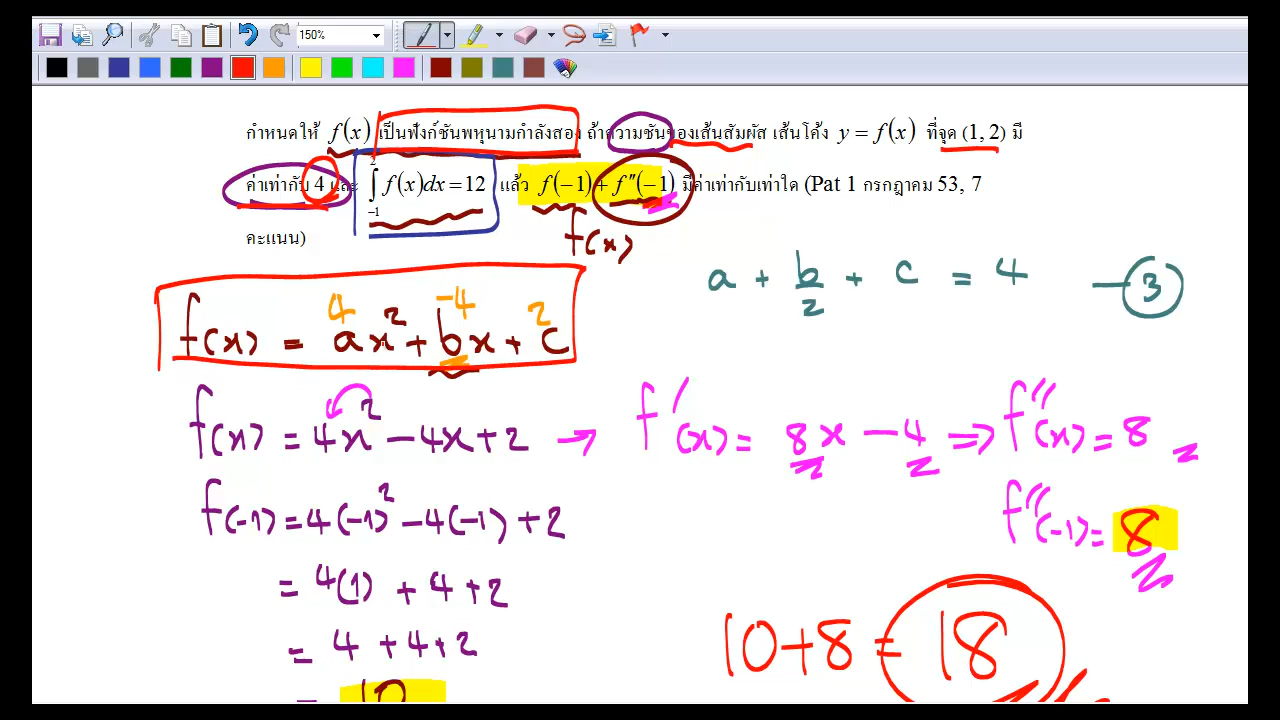 150%
กำหนดให้ f(x) เป็นฟังก์ชันพหุนามกำลังสอง ถ้าความชันของเส้นสัมผัส เส้นโค้ง y = f(x) ที่จุด (1, 2) มี
ค่าเท่ากับ 4 และ ∫₋₁² f(x)dx = 12 แล้ว f(−1) + f″(−1) มีค่าเท่ากับเท่าใด (Pat 1 กรกฎาคม 53, 7
คะแนน)
f(x)
a + b/2 + c = 4 — ③
4 -4 2
f(x) = ax² + bx + c
f(x) = 4x² - 4x + 2 → f'(x) = 8x - 4 ⇒ f''(x) = 8
f(-1) = 4(-1)² - 4(-1) + 2
f''(-1) = 8
= 4(1) + 4 + 2
= 4 + 4 + 2
10 + 8 = 18
= 10